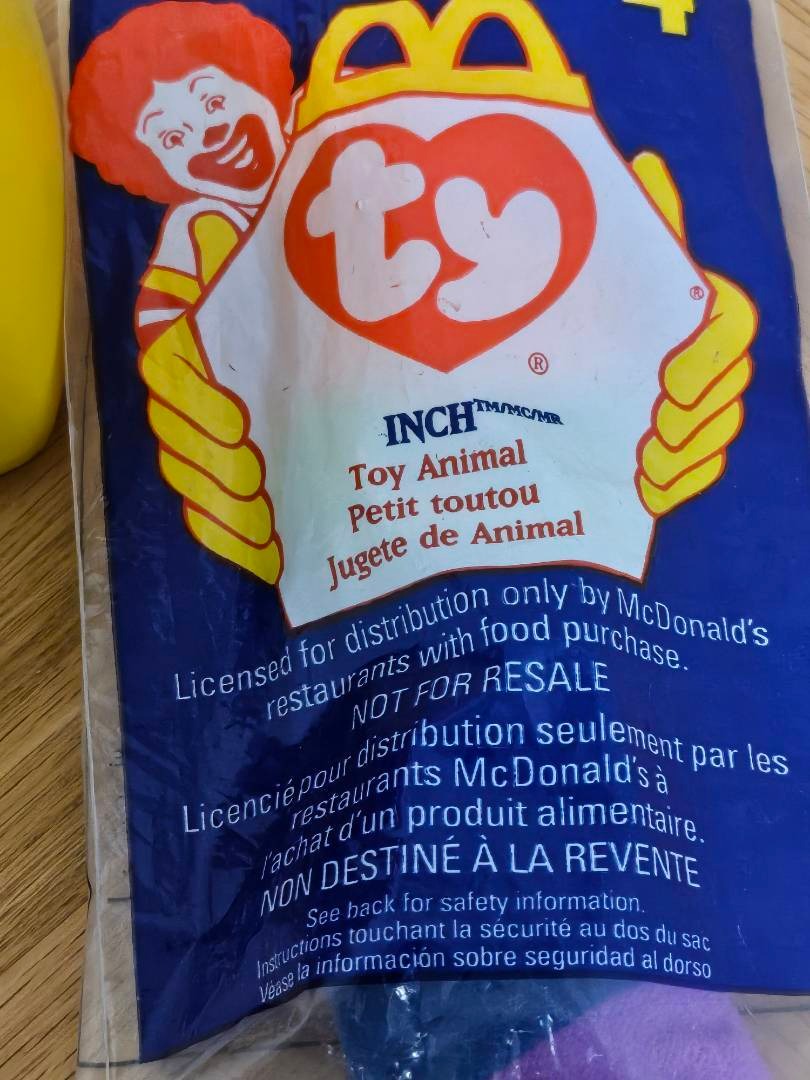 4
ty
®
®
INCH™/MC/MR
Toy Animal
Petit toutou
Jugete de Animal
Licensed for distribution only by McDonald's
restaurants with food purchase.
NOT FOR RESALE
Licencié pour distribution seulement par les
restaurants McDonald's à
l'achat d'un produit alimentaire.
NON DESTINÉ À LA REVENTE
See back for safety information.
Instructions touchant la sécurité au dos du sac
Véase la información sobre seguridad al dorso